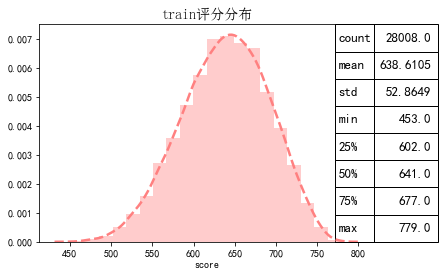 train评分分布
0.007
0.006
0.005
0.004
0.003
0.002
0.001
0.000
450 500 550 600 650 700 750 800
score
count 28008.0
mean 638.6105
std 52.8649
min 453.0
25% 602.0
50% 641.0
75% 677.0
max 779.0